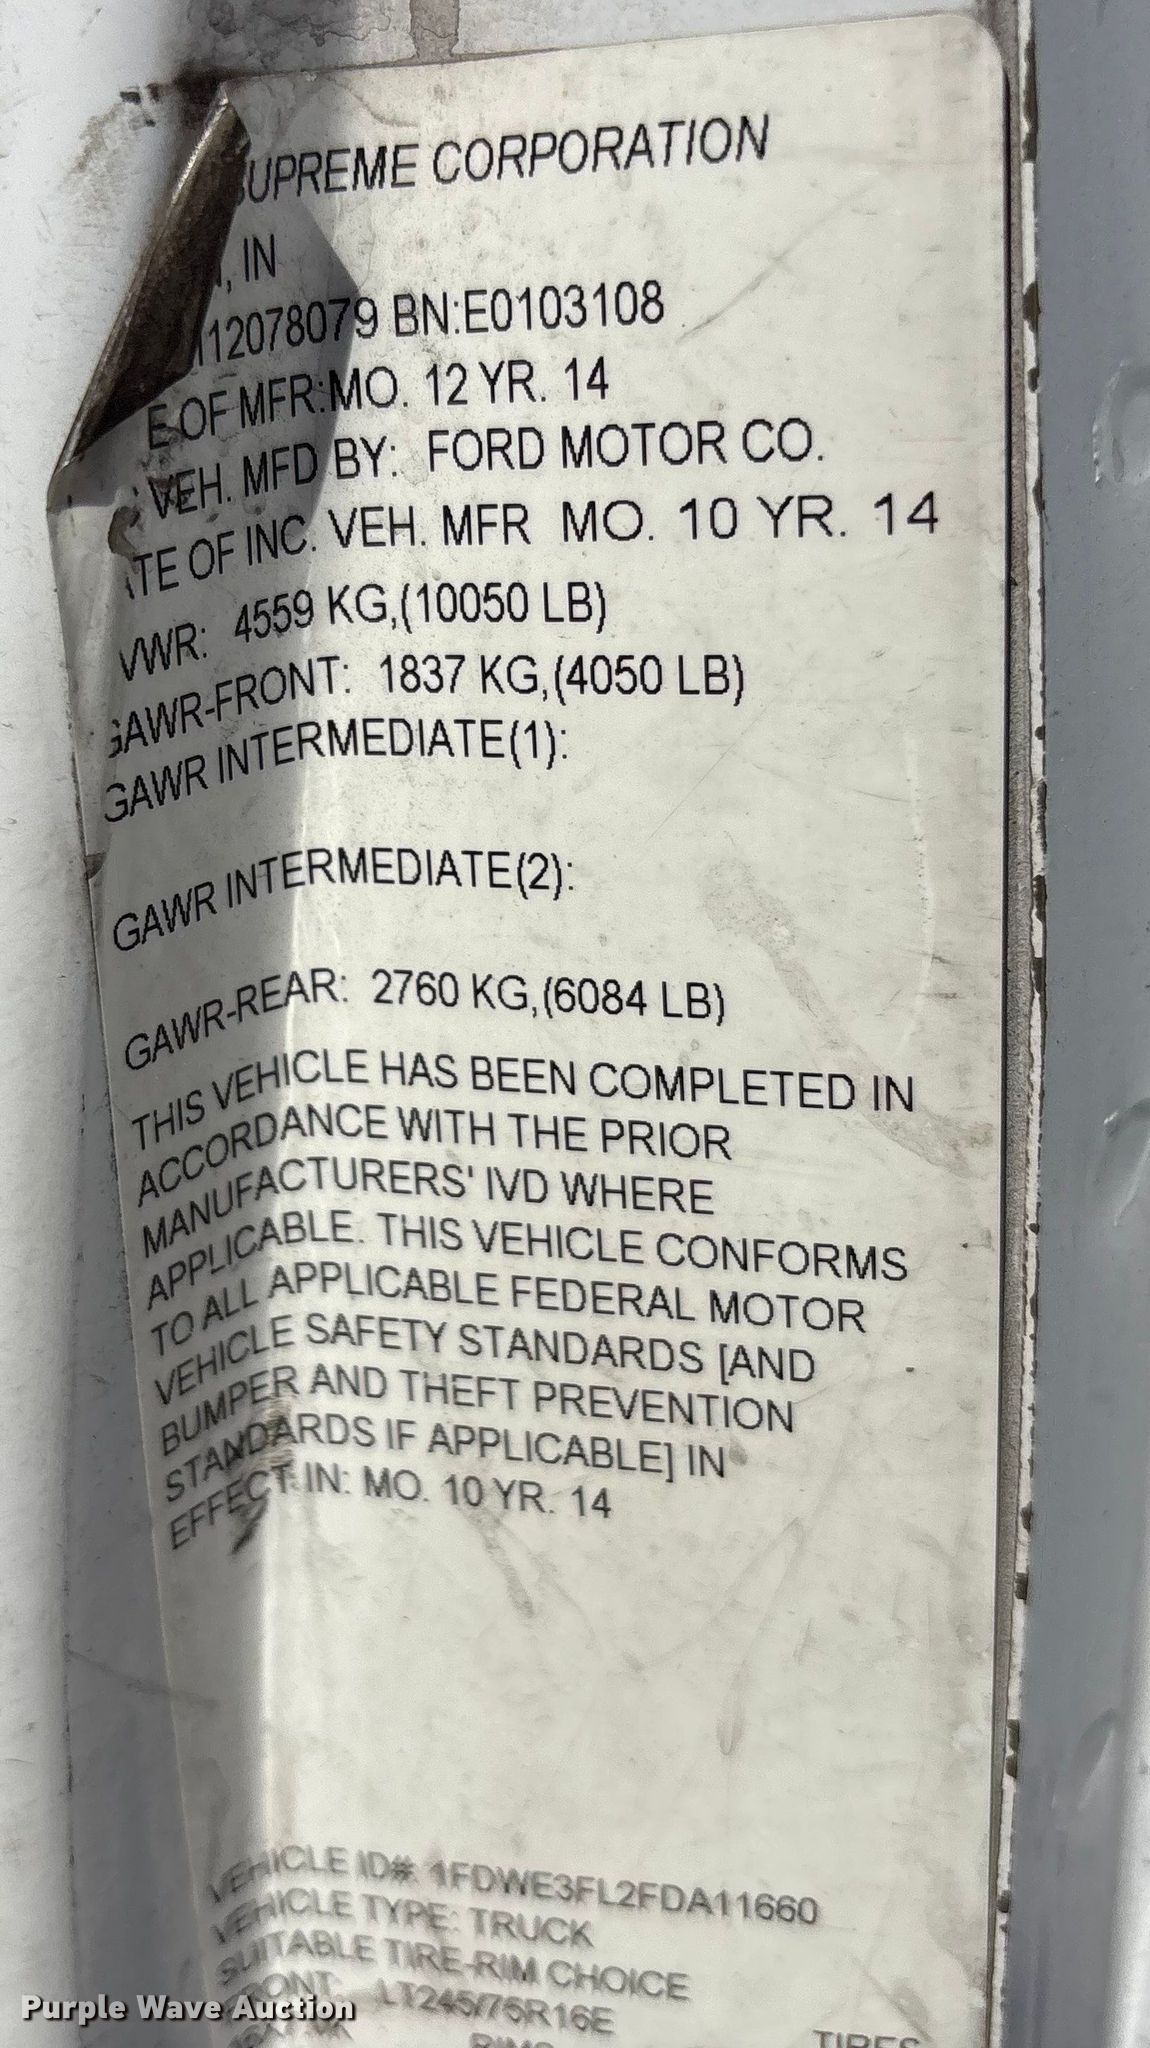 SUPREME CORPORATION
, IN
112078079 BN:E0103108
E OF MFR:MO. 12 YR. 14
VEH. MFD BY: FORD MOTOR CO.
TE OF INC. VEH. MFR MO. 10 YR. 14
VWR: 4559 KG,(10050 LB)
GAWR-FRONT: 1837 KG,(4050 LB)
GAWR INTERMEDIATE(1):
GAWR INTERMEDIATE(2):
GAWR-REAR: 2760 KG,(6084 LB)
THIS VEHICLE HAS BEEN COMPLETED IN
ACCORDANCE WITH THE PRIOR
MANUFACTURERS' IVD WHERE
APPLICABLE. THIS VEHICLE CONFORMS
TO ALL APPLICABLE FEDERAL MOTOR
VEHICLE SAFETY STANDARDS [AND
BUMPER AND THEFT PREVENTION
STANDARDS IF APPLICABLE] IN
EFFECT IN: MO. 10 YR. 14
VEHICLE ID#: 1FDWE3FL2FDA11660
VEHICLE TYPE: TRUCK
SUITABLE TIRE-RIM CHOICE
FRONT: LT245/75R16E
RIMS TIRES
Purple Wave Auction